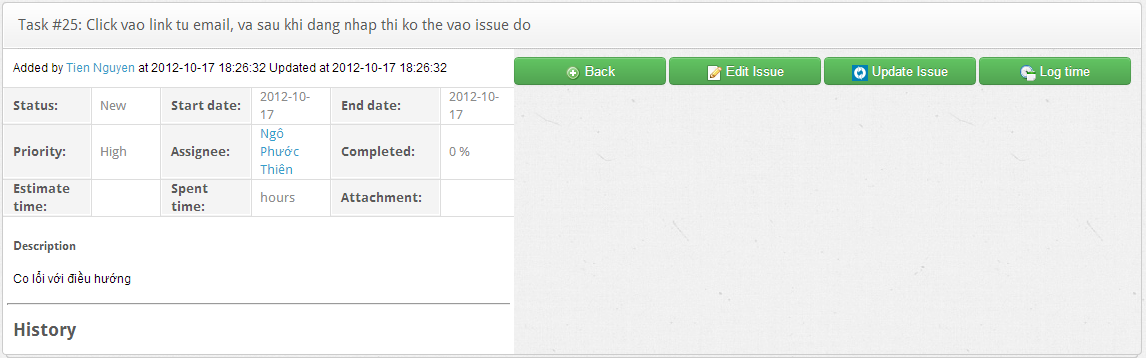 Task #25: Click vao link tu email, va sau khi dang nhap thi ko the vao issue do
Added by Tien Nguyen at 2012-10-17 18:26:32 Updated at 2012-10-17 18:26:32
Back
Edit Issue
Update Issue
Log time
Status:
New
Start date:
2012-10-
17
End date:
2012-10-
17
Priority:
High
Assignee:
Ngô
Phước
Thiên
Completed:
0 %
Estimate
time:
Spent
time:
hours
Attachment:
Description
Co lổi với điều hướng
History